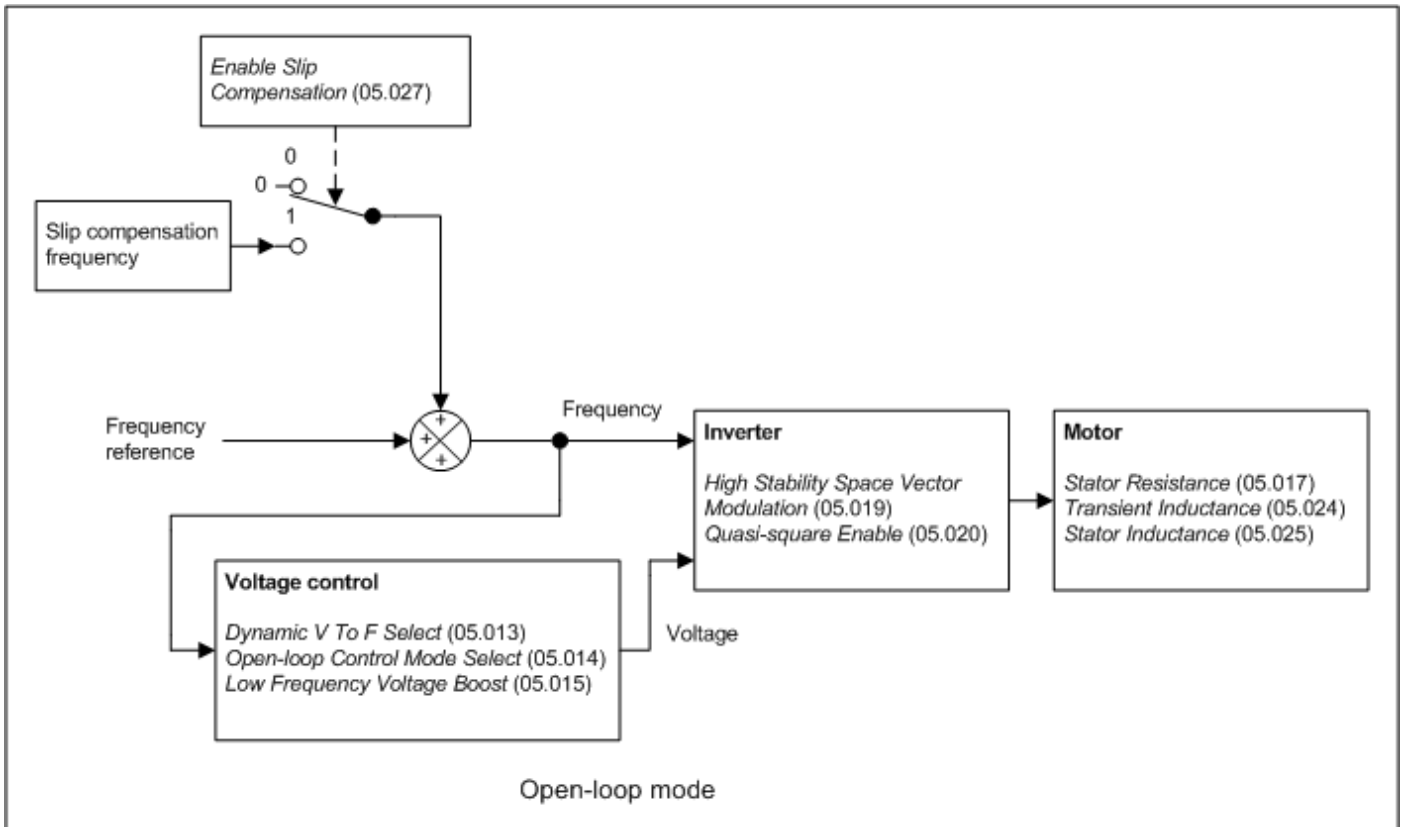 Enable Slip
Compensation (05.027)
0
0
1
Slip compensation
frequency
Frequency
reference
+
+
+
Frequency
Inverter
High Stability Space Vector
Modulation (05.019)
Quasi-square Enable (05.020)
Motor
Stator Resistance (05.017)
Transient Inductance (05.024)
Stator Inductance (05.025)
Voltage control
Dynamic V To F Select (05.013)
Open-loop Control Mode Select (05.014)
Low Frequency Voltage Boost (05.015)
Voltage
Open-loop mode